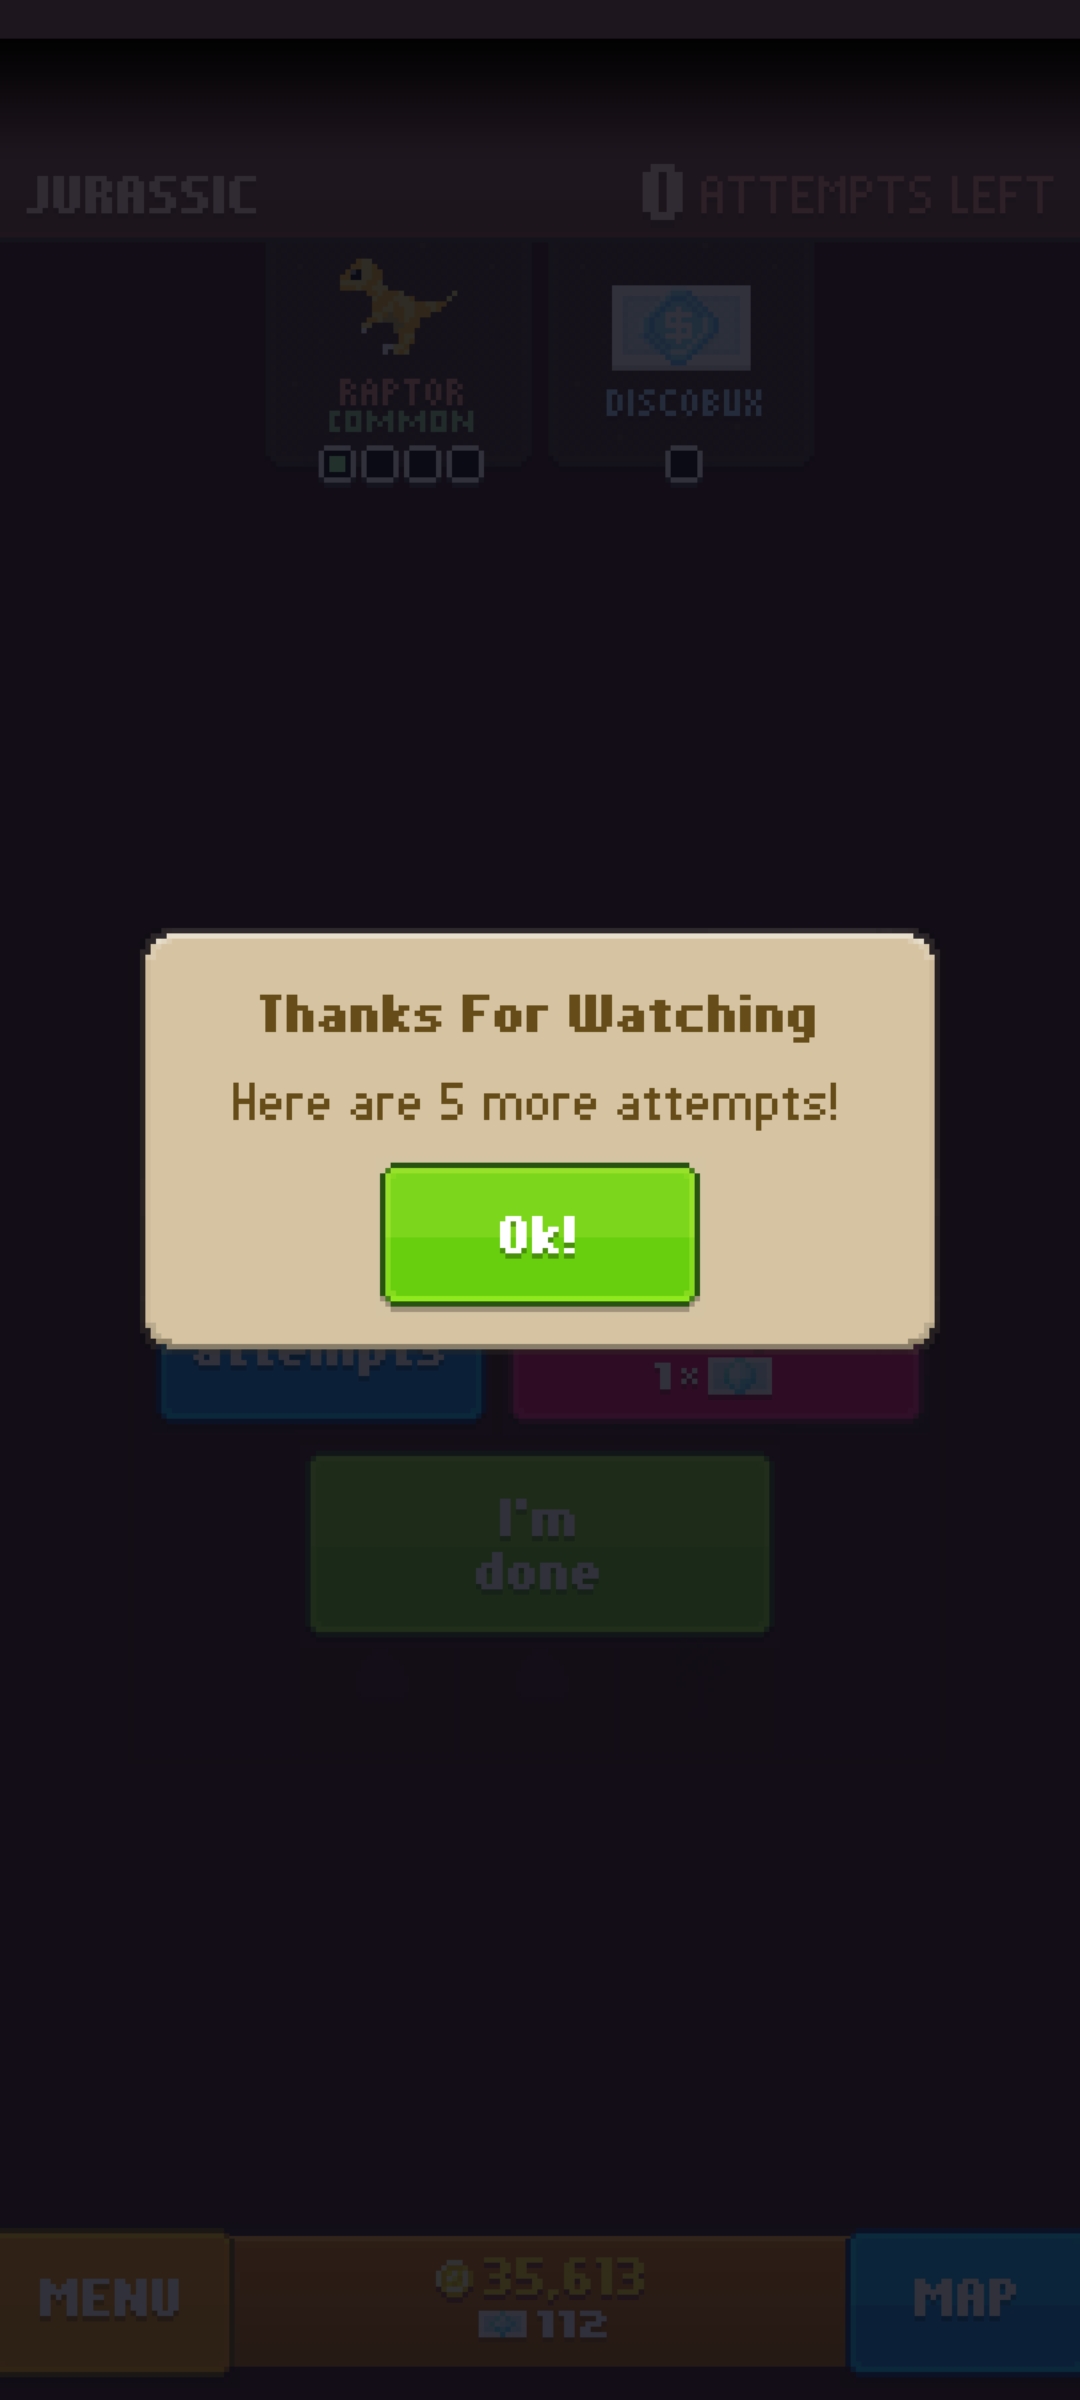 JURASSIC
0 ATTEMPTS LEFT
RAPTOR
COMMON
$
DISCOBUX
Thanks For Watching
Here are 5 more attempts!
Ok!
attempts
1×
I'm
done
MENU
35,613
112
MAP